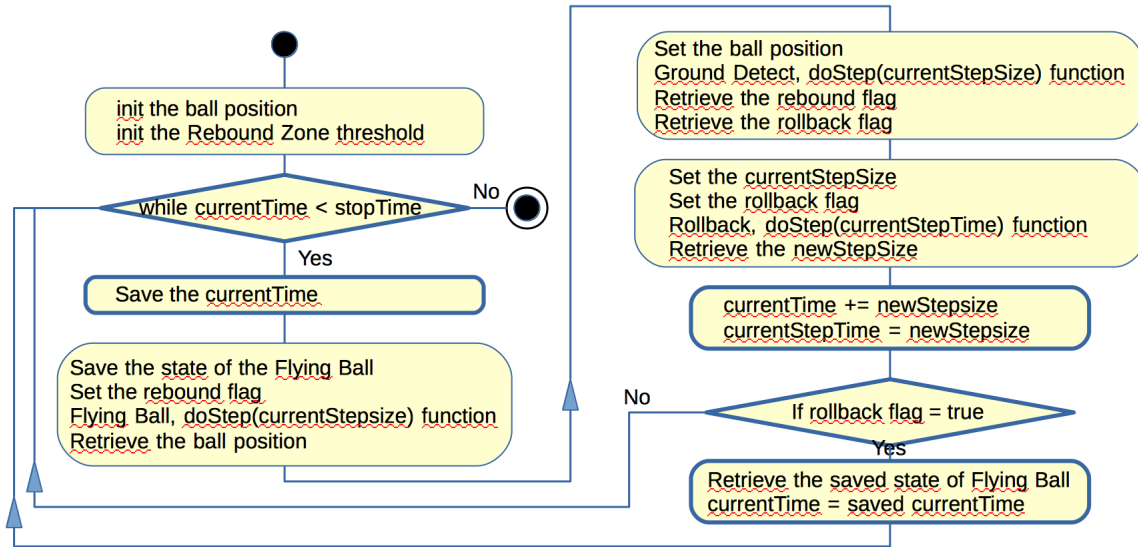 init the ball position
init the Rebound Zone threshold
while currentTime < stopTime
No
Yes
Save the currentTime
Save the state of the Flying Ball
Set the rebound flag
Flying Ball, doStep(currentStepsize) function
Retrieve the ball position
Set the ball position
Ground Detect, doStep(currentStepSize) function
Retrieve the rebound flag
Retrieve the rollback flag
Set the currentStepSize
Set the rollback flag
Rollback, doStep(currentStepTime) function
Retrieve the newStepSize
currentTime += newStepsize
currentStepTime = newStepsize
No
If rollback flag = true
Yes
Retrieve the saved state of Flying Ball
currentTime = saved currentTime